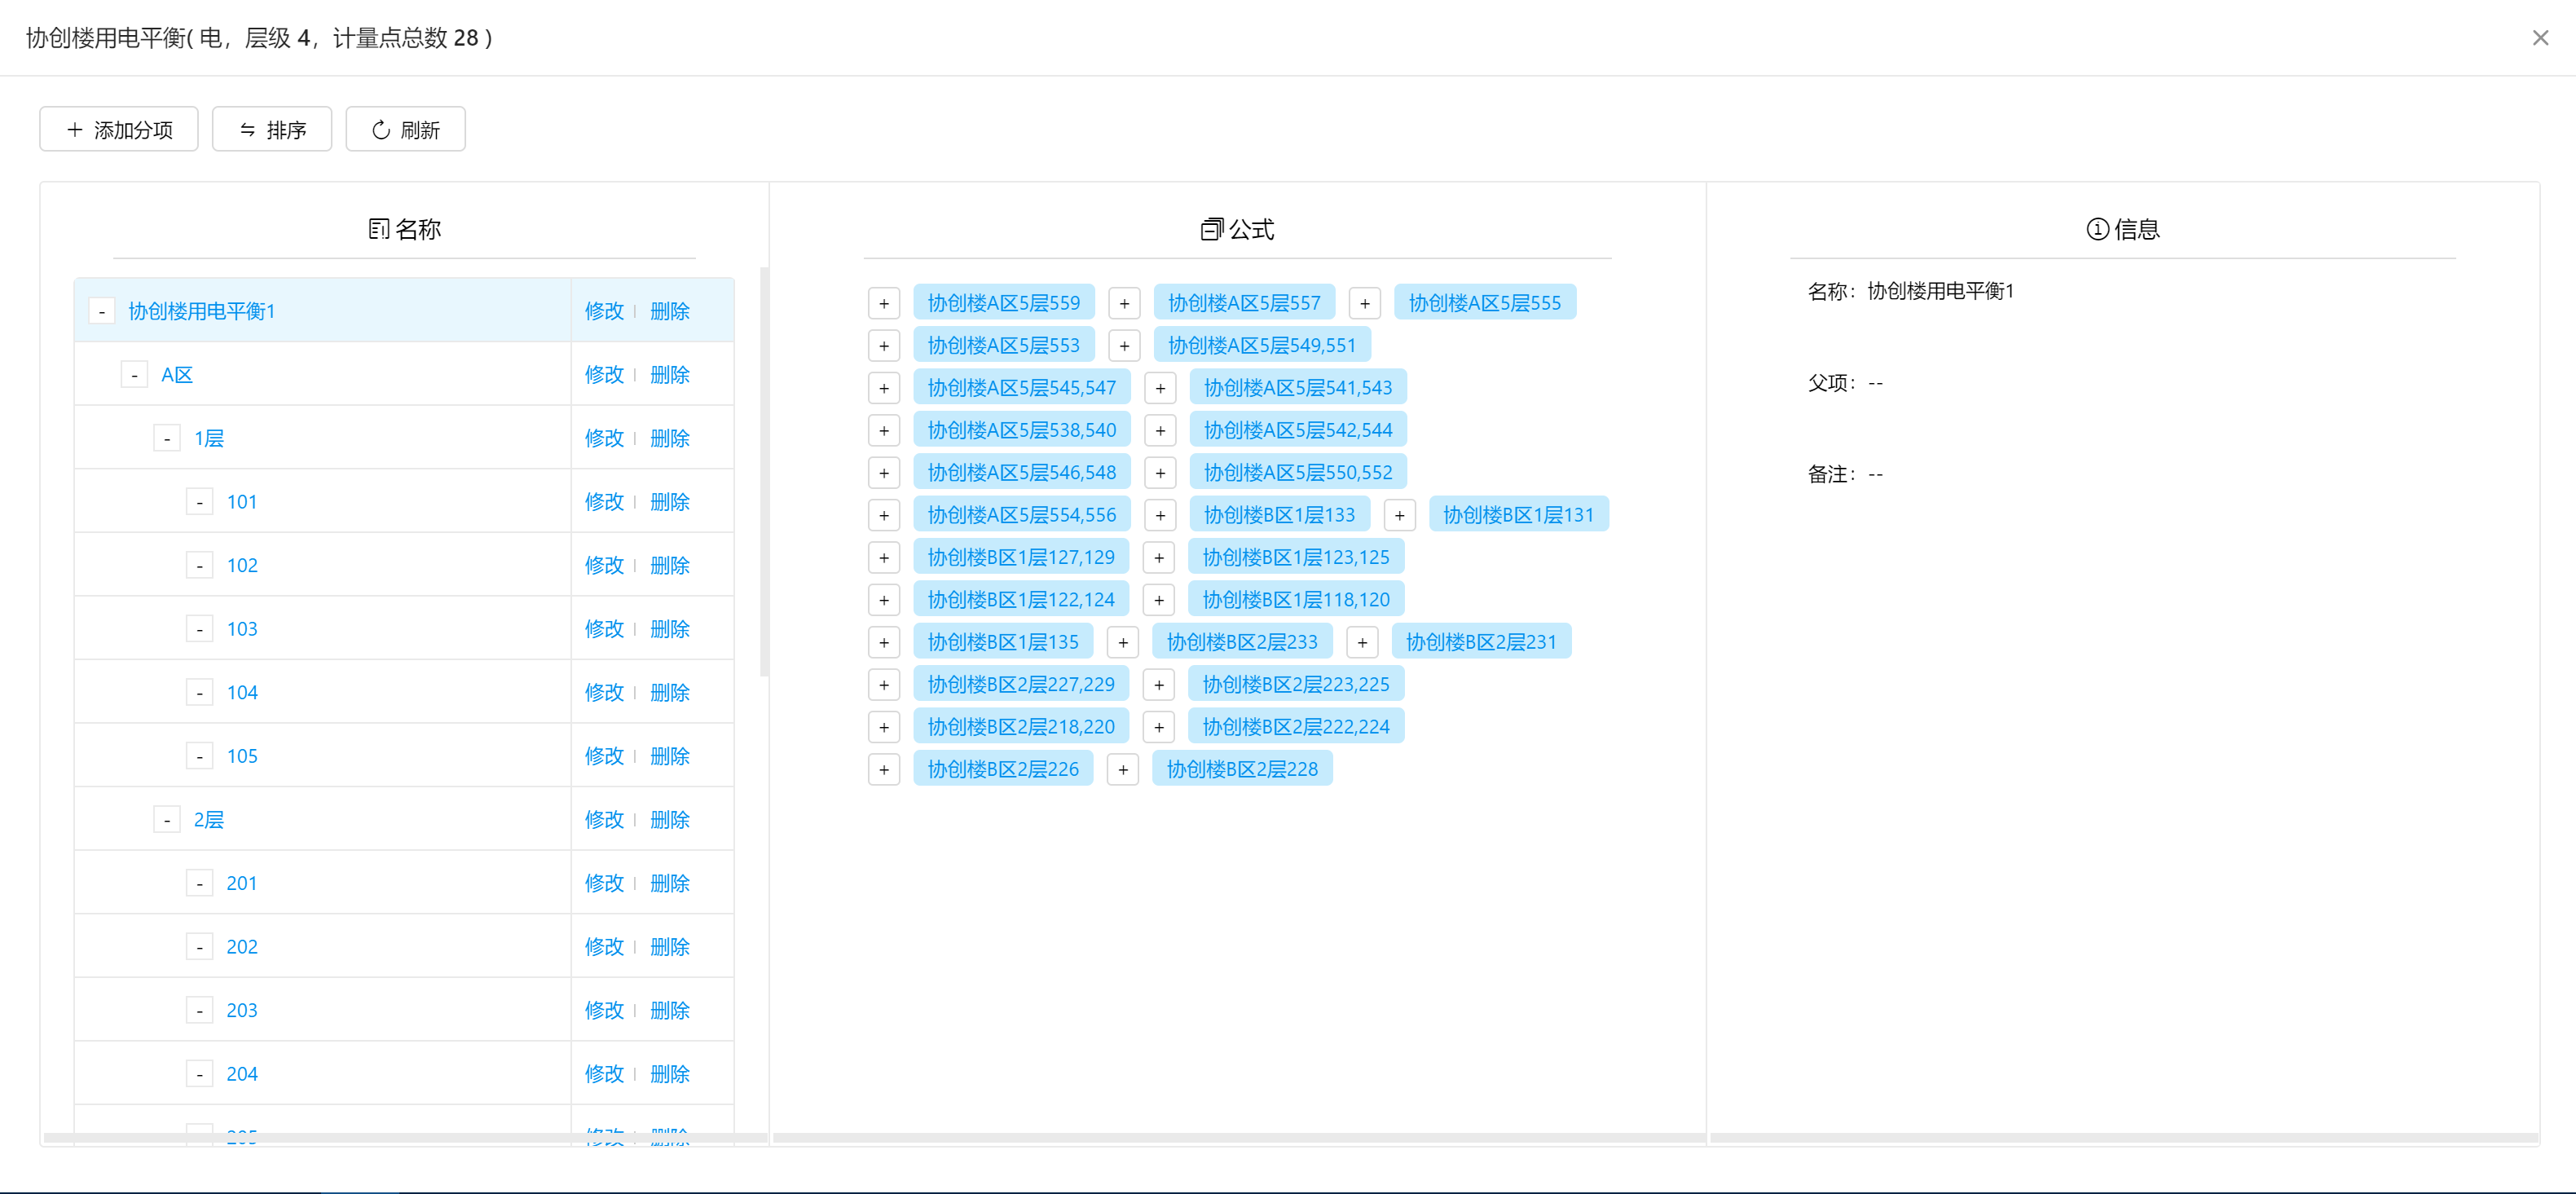 协创楼用电平衡( 电，层级 4，计量点总数 28 )
+ 添加分项 排序 刷新
名称
- 协创楼用电平衡1 修改 删除
- A区 修改 删除
- 1层 修改 删除
- 101 修改 删除
- 102 修改 删除
- 103 修改 删除
- 104 修改 删除
- 105 修改 删除
- 2层 修改 删除
- 201 修改 删除
- 202 修改 删除
- 203 修改 删除
- 204 修改 删除
205 修改 删除
公式
+ 协创楼A区5层559 + 协创楼A区5层557 + 协创楼A区5层555
+ 协创楼A区5层553 + 协创楼A区5层549,551
+ 协创楼A区5层545,547 + 协创楼A区5层541,543
+ 协创楼A区5层538,540 + 协创楼A区5层542,544
+ 协创楼A区5层546,548 + 协创楼A区5层550,552
+ 协创楼A区5层554,556 + 协创楼B区1层133 + 协创楼B区1层131
+ 协创楼B区1层127,129 + 协创楼B区1层123,125
+ 协创楼B区1层122,124 + 协创楼B区1层118,120
+ 协创楼B区1层135 + 协创楼B区2层233 + 协创楼B区2层231
+ 协创楼B区2层227,229 + 协创楼B区2层223,225
+ 协创楼B区2层218,220 + 协创楼B区2层222,224
+ 协创楼B区2层226 + 协创楼B区2层228
信息
名称：协创楼用电平衡1
父项：--
备注：--